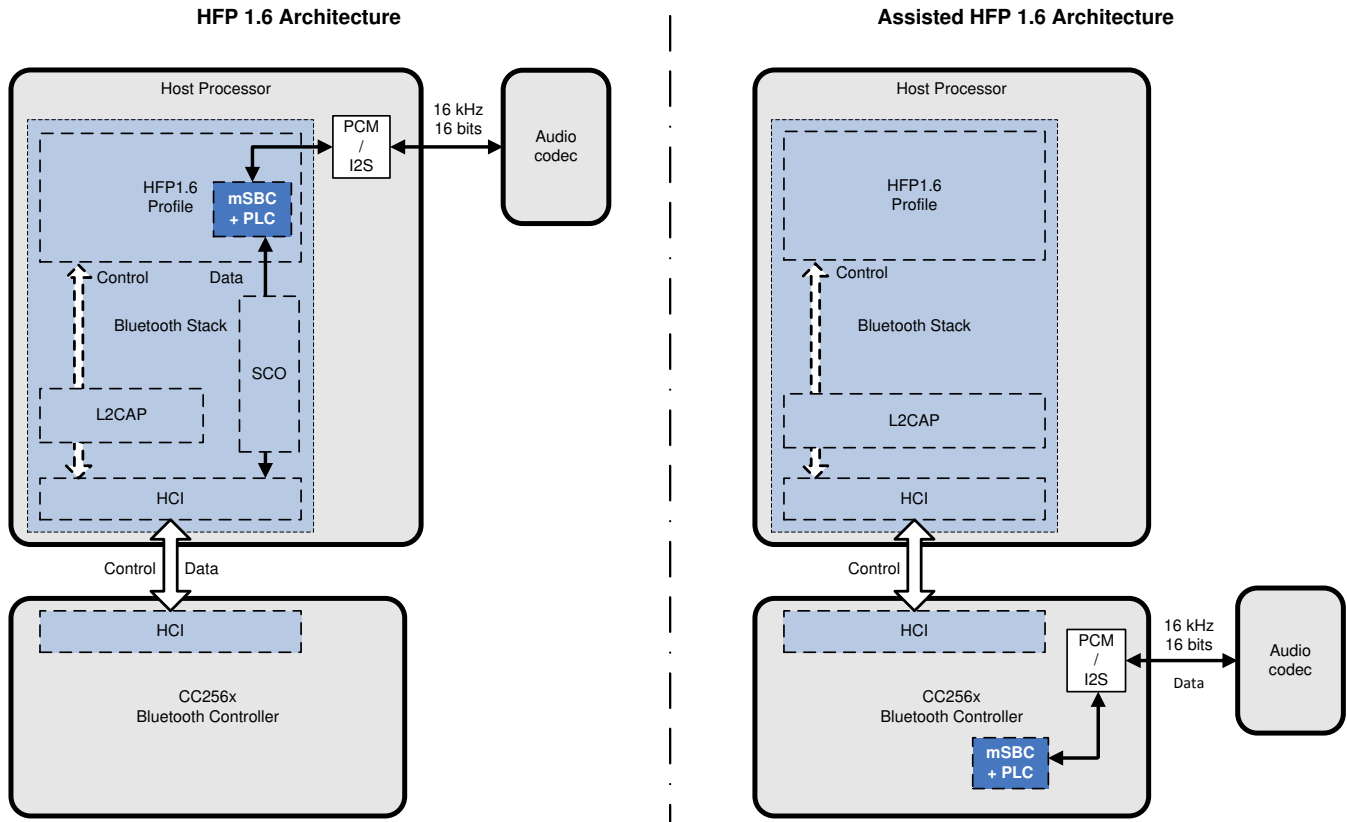 HFP 1.6 Architecture
Host Processor
PCM
/
I2S
16 kHz
16 bits
Audio
codec
HFP1.6
Profile
mSBC
+ PLC
Control
Data
Bluetooth Stack
SCO
L2CAP
HCI
Control
Data
HCI
CC256x
Bluetooth Controller
Assisted HFP 1.6 Architecture
Host Processor
HFP1.6
Profile
Control
Bluetooth Stack
L2CAP
HCI
Control
HCI
PCM
/
I2S
16 kHz
16 bits
Data
Audio
codec
CC256x
Bluetooth Controller
mSBC
+ PLC